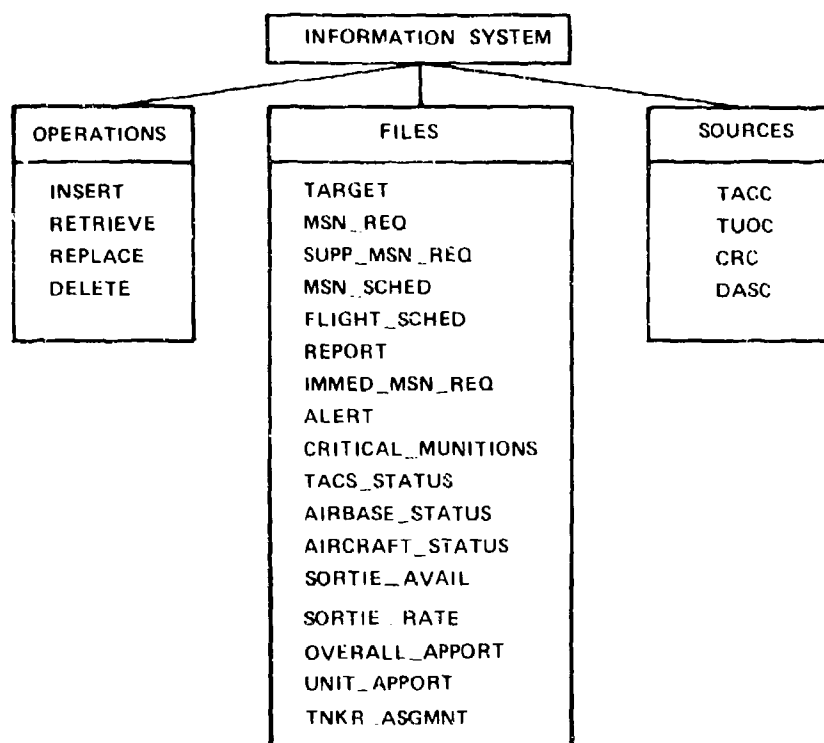 INFORMATION SYSTEM
OPERATIONS
INSERT
RETRIEVE
REPLACE
DELETE
FILES
TARGET
MSN_REQ
SUPP_MSN_REQ
MSN_SCHED
FLIGHT_SCHED
REPORT
IMMED_MSN_REQ
ALERT
CRITICAL_MUNITIONS
TACS_STATUS
AIRBASE_STATUS
AIRCRAFT_STATUS
SORTIE_AVAIL
SORTIE_RATE
OVERALL_APPORT
UNIT_APPORT
TNKR_ASGMNT
SOURCES
TACC
TUOC
CRC
DASC